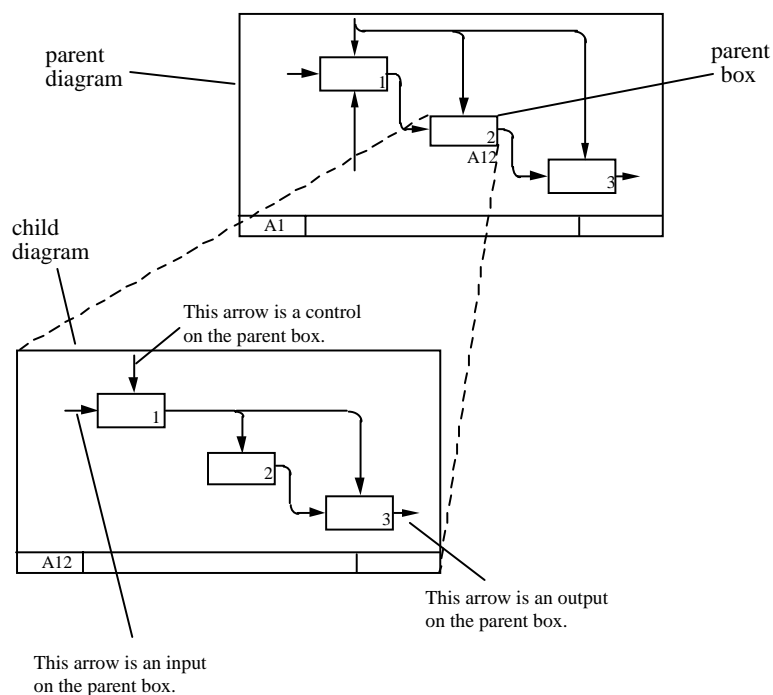 parent
diagram
parent
box
1
2
A12
3
A1
child
diagram
This arrow is a control
on the parent box.
1
2
3
A12
This arrow is an output
on the parent box.
This arrow is an input
on the parent box.